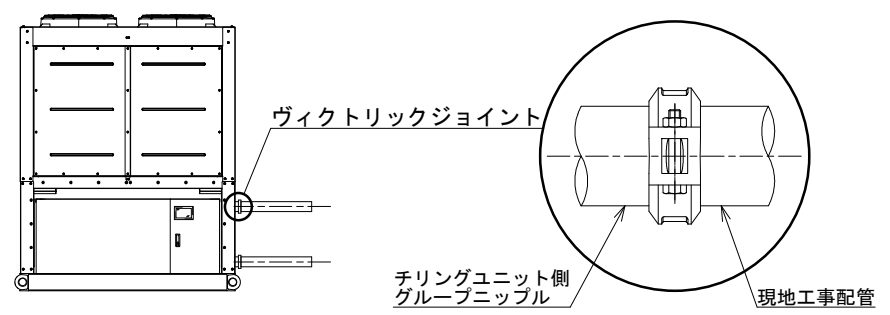 ヴィクトリックジョイント
チリングユニット側
グループニップル
現地工事配管